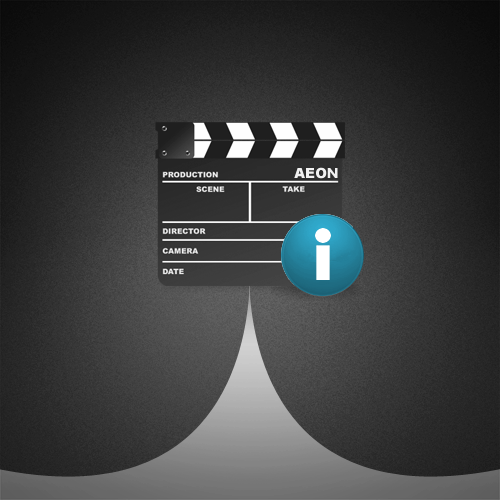 PRODUCTION AEON
SCENE TAKE
DIRECTOR
CAMERA
DATE
i